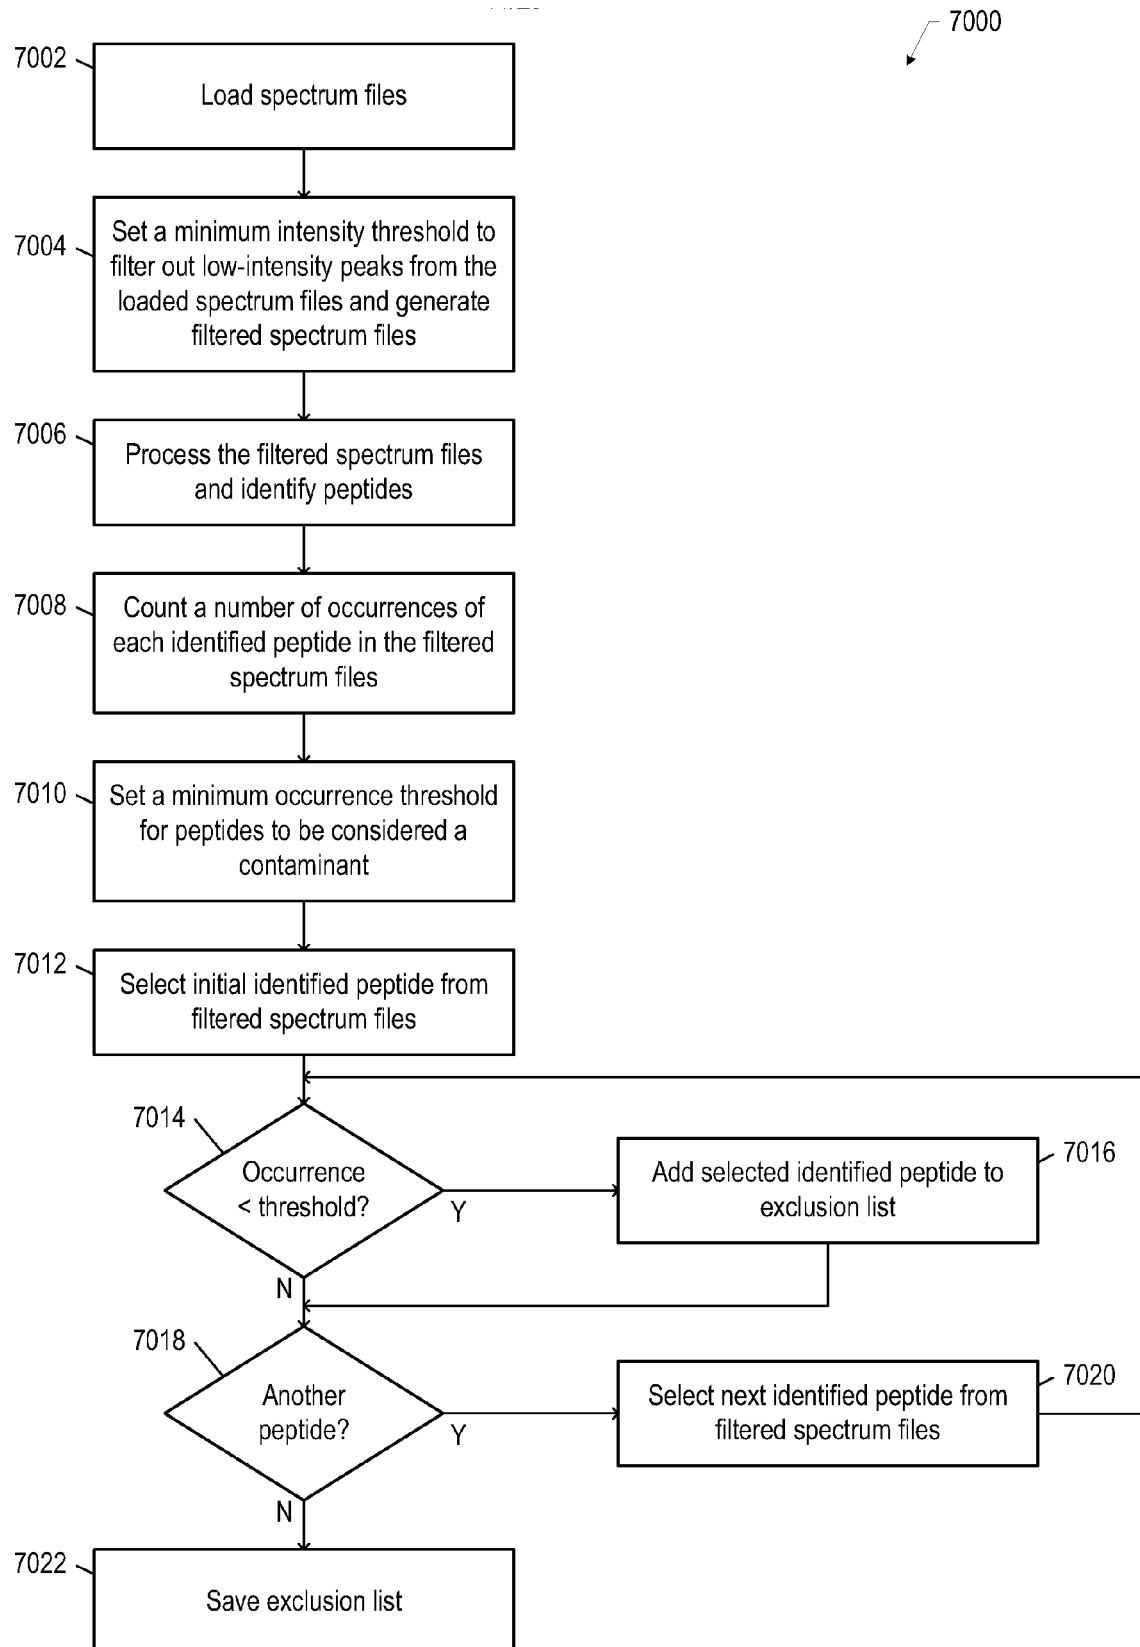 7000
7002
Load spectrum files
7004
Set a minimum intensity threshold to
filter out low-intensity peaks from the
loaded spectrum files and generate
filtered spectrum files
7006
Process the filtered spectrum files
and identify peptides
7008
Count a number of occurrences of
each identified peptide in the filtered
spectrum files
7010
Set a minimum occurrence threshold
for peptides to be considered a
contaminant
7012
Select initial identified peptide from
filtered spectrum files
7014
Occurrence
< threshold?
Y
N
7016
Add selected identified peptide to
exclusion list
7018
Another
peptide?
Y
N
7020
Select next identified peptide from
filtered spectrum files
7022
Save exclusion list